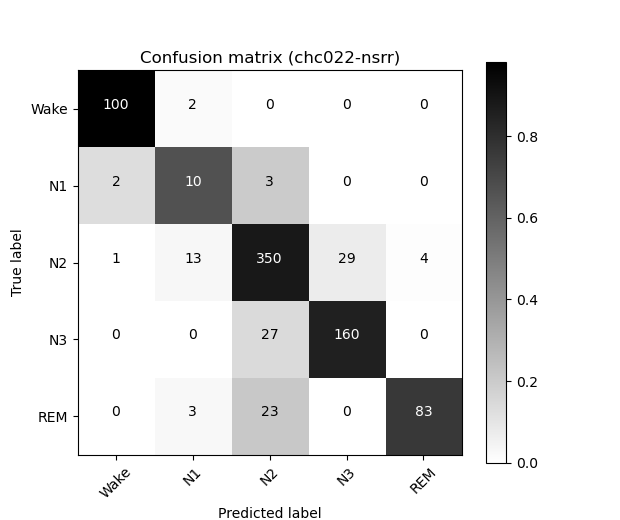 Confusion matrix (chc022-nsrr)
Wake 100 2 0 0 0
N1 2 10 3 0 0
N2 1 13 350 29 4
N3 0 0 27 160 0
REM 0 3 23 0 83
Wake N1 N2 N3 REM
Predicted label
True label
0.8
0.6
0.4
0.2
0.0